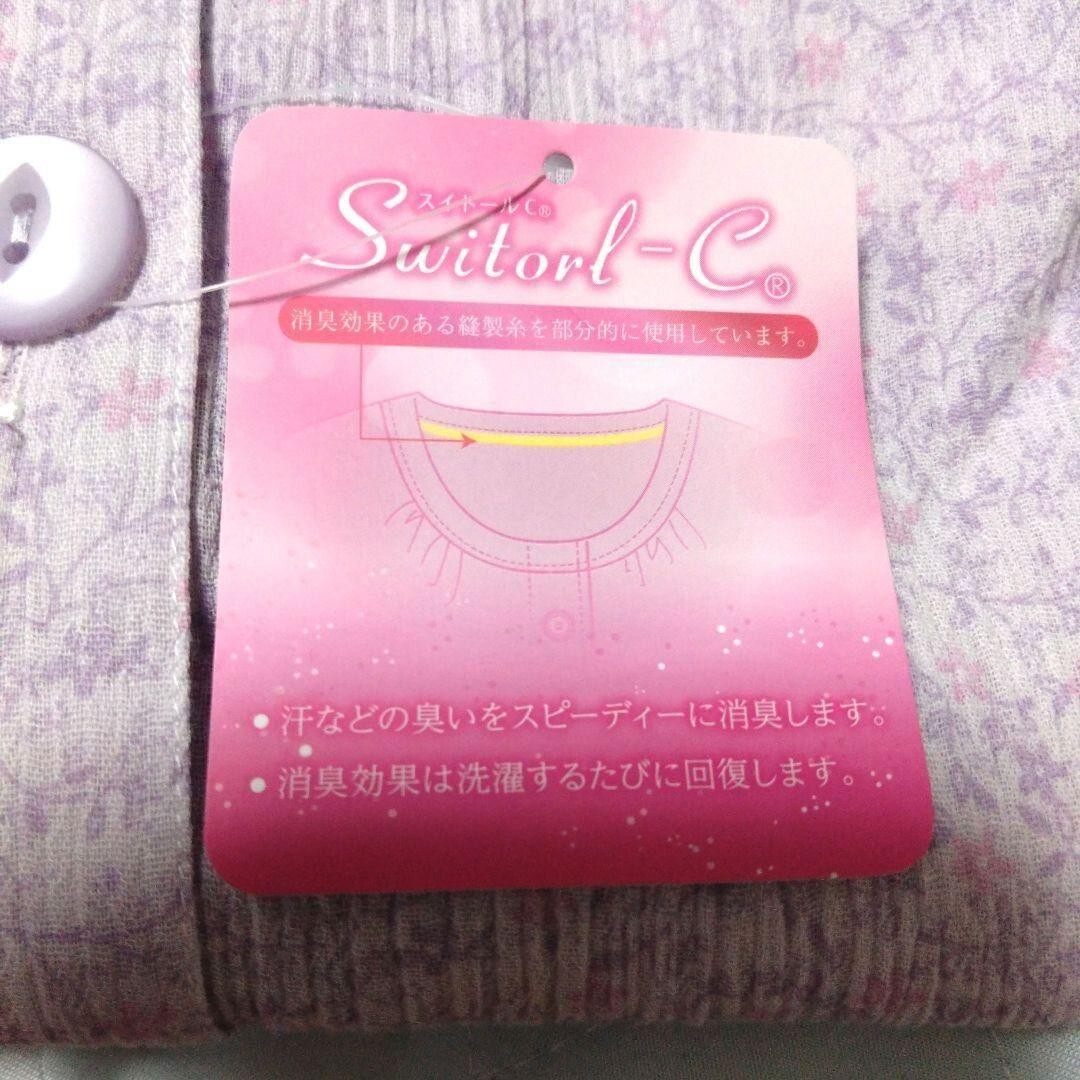 スイトールC®
Switorl-C®
消臭効果のある縫製糸を部分的に使用しています。
• 汗などの臭いをスピーディーに消臭します。
• 消臭効果は洗濯するたびに回復します。